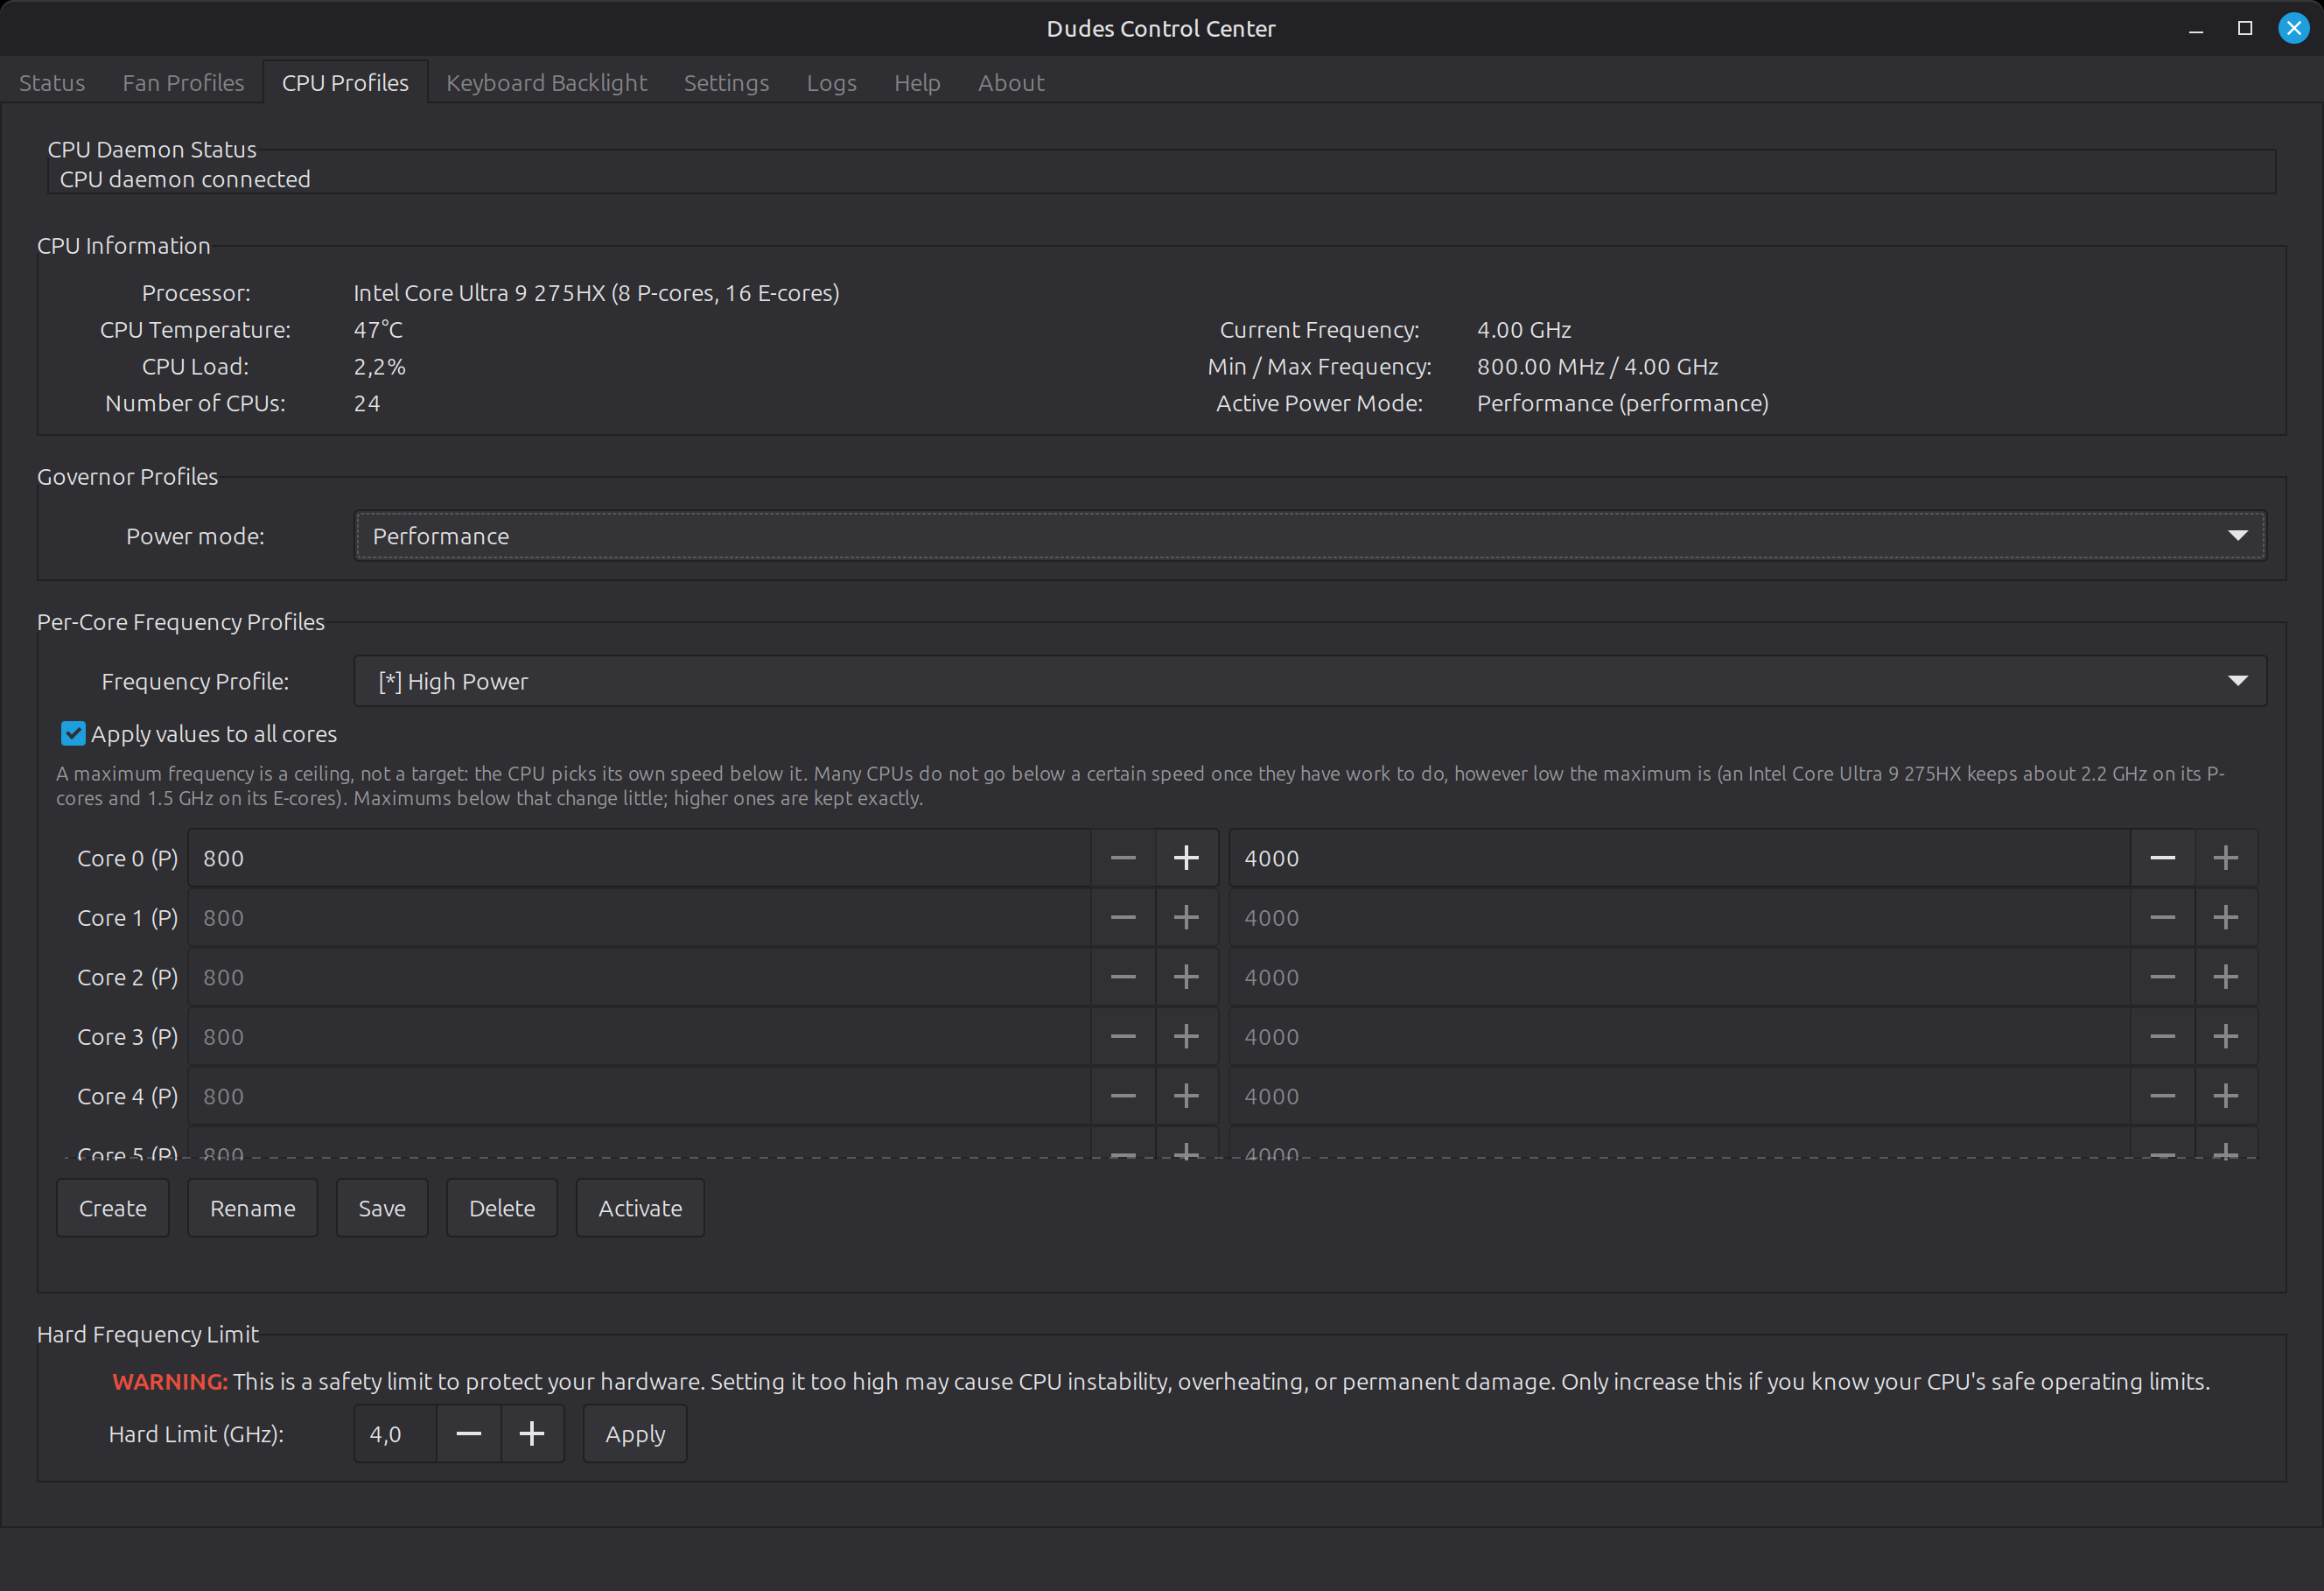 Dudes Control Center
Status Fan Profiles CPU Profiles Keyboard Backlight Settings Logs Help About
CPU Daemon Status
CPU daemon connected
CPU Information
Processor: Intel Core Ultra 9 275HX (8 P-cores, 16 E-cores)
CPU Temperature: 47°C Current Frequency: 4.00 GHz
CPU Load: 2,2% Min / Max Frequency: 800.00 MHz / 4.00 GHz
Number of CPUs: 24 Active Power Mode: Performance (performance)
Governor Profiles
Power mode: Performance
Per-Core Frequency Profiles
Frequency Profile: [*] High Power
Apply values to all cores
A maximum frequency is a ceiling, not a target: the CPU picks its own speed below it. Many CPUs do not go below a certain speed once they have work to do, however low the maximum is (an Intel Core Ultra 9 275HX keeps about 2.2 GHz on its P-
cores and 1.5 GHz on its E-cores). Maximums below that change little; higher ones are kept exactly.
Core 0 (P) 800 4000
Core 1 (P) 800 4000
Core 2 (P) 800 4000
Core 3 (P) 800 4000
Core 4 (P) 800 4000
Core 5 (P) 800 4000
Create Rename Save Delete Activate
Hard Frequency Limit
WARNING: This is a safety limit to protect your hardware. Setting it too high may cause CPU instability, overheating, or permanent damage. Only increase this if you know your CPU's safe operating limits.
Hard Limit (GHz): 4,0 Apply